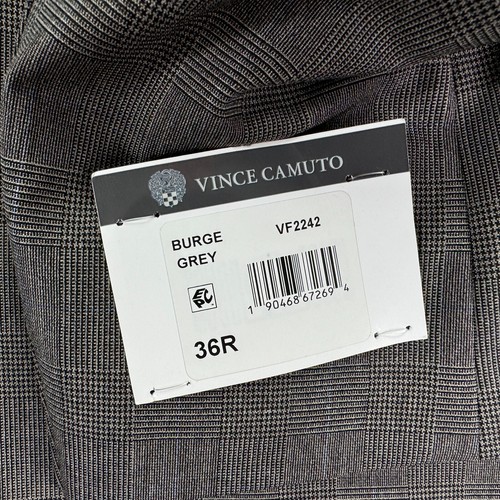 VINCE CAMUTO
BURGE VF2242
GREY
1 90468 67269 4
36R